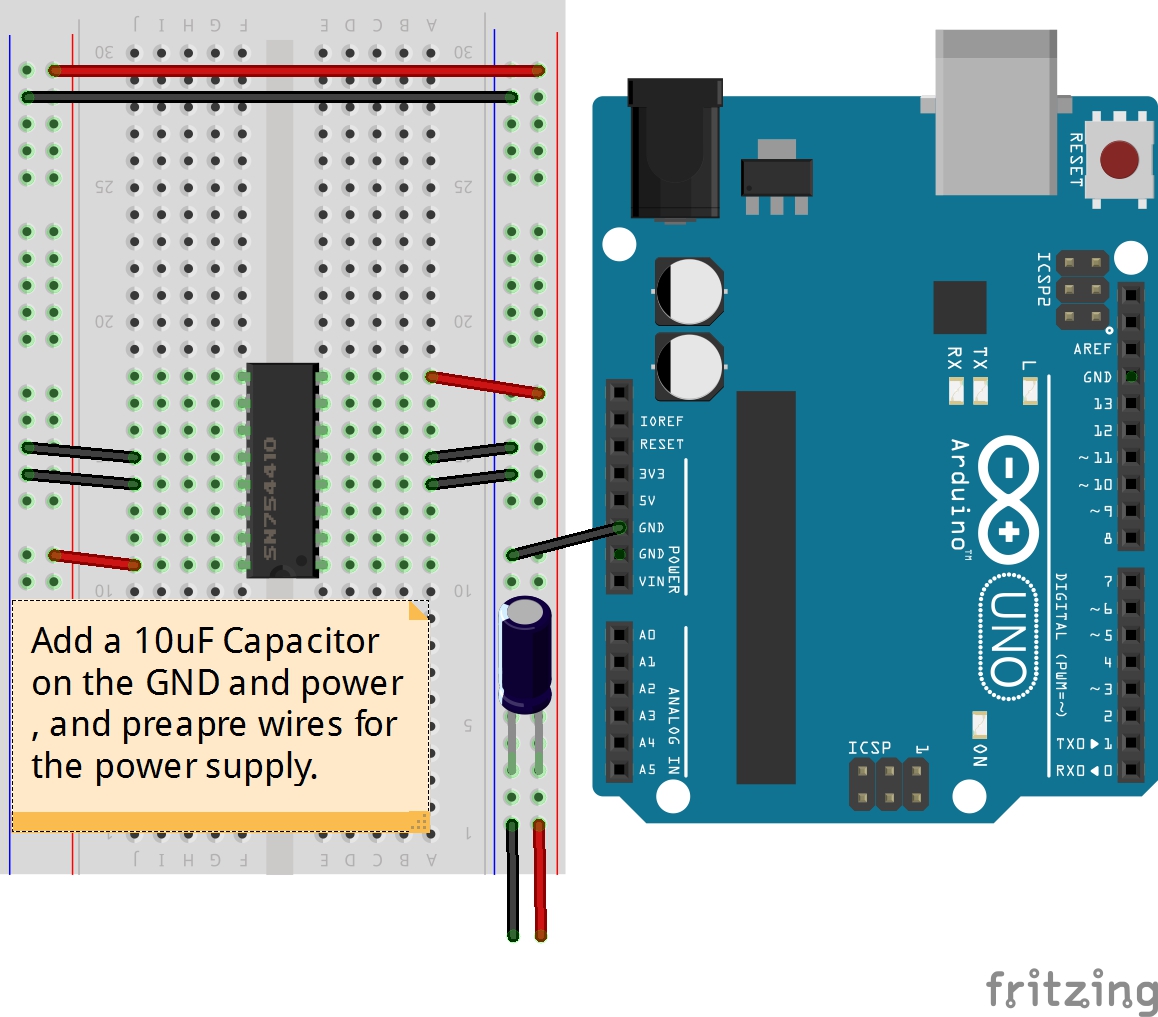 J I H G F E D C B A
30 30
25 25
20 20
10 10
5
1 1
J I H G F E D C B A
SN754410
Add a 10uF Capacitor
on the GND and power
, and preapre wires for
the power supply.
RESET
ICSP2
IOREF
RESET
3V3
5V
GND
GND
VIN
POWER
A0
A1
A2
A3
A4
A5
ANALOG IN
RX TX L
Arduino™
UNO
ON
ICSP 1
AREF
GND
13
12
~11
~10
~9
8
7
~6
~5
4
~3
2
TX0▶1
RX0◀0
DIGITAL (PWM=~)
fritzing